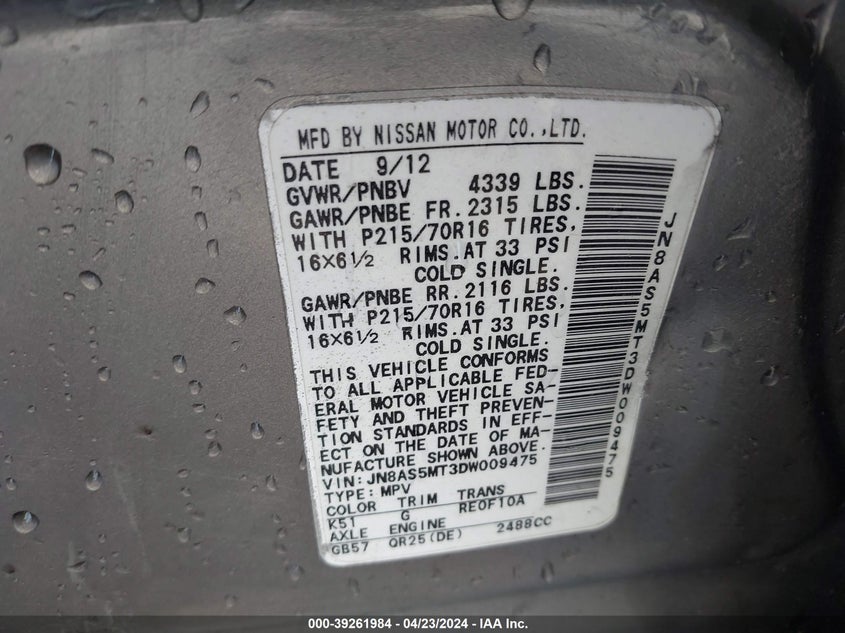 MFD BY NISSAN MOTOR CO.,LTD.
DATE 9/12
GVWR/PNBV 4339 LBS.
GAWR/PNBE FR. 2315 LBS.
WITH P215/70R16 TIRES,
16X6½ RIMS.AT 33 PSI
COLD SINGLE.
GAWR/PNBE RR. 2116 LBS.
WITH P215/70R16 TIRES,
16X6½ RIMS.AT 33 PSI
COLD SINGLE.
THIS VEHICLE CONFORMS
TO ALL APPLICABLE FED-
ERAL MOTOR VEHICLE SA-
FETY AND THEFT PREVEN-
TION STANDARDS IN EFF-
ECT ON THE DATE OF MA-
NUFACTURE SHOWN ABOVE.
VIN: JN8AS5MT3DW009475
TYPE: MPV
COLOR TRIM TRANS
K51 G RE0F10A
AXLE ENGINE
GB57 QR25(DE) 2488CC
JN8AS5MT3DW009475
000-39261984 - 04/23/2024 - IAA Inc.